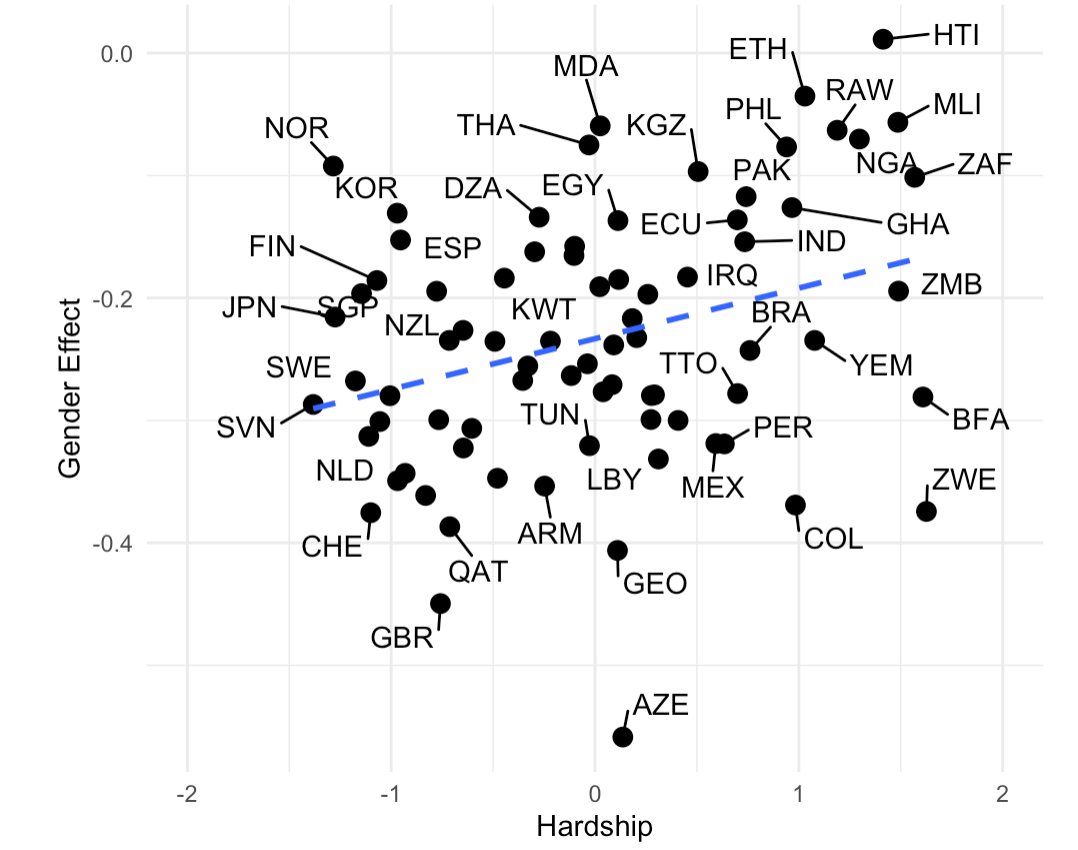 HTI
0.0
ETH
MDA
RAW
PHL
MLI
THA
KGZ
NOR
NGA
ZAF
PAK
KOR
DZA
EGY
ECU
GHA
FIN
ESP
IND
IRQ
ZMB
-0.2
JPN
SGP
KWT
BRA
NZL
SWE
TTO
YEM
Gender Effect
TUN
SVN
PER
BFA
NLD
LBY
MEX
ZWE
ARM
COL
-0.4
CHE
QAT
GEO
GBR
AZE
-2
-1
0
1
2
Hardship